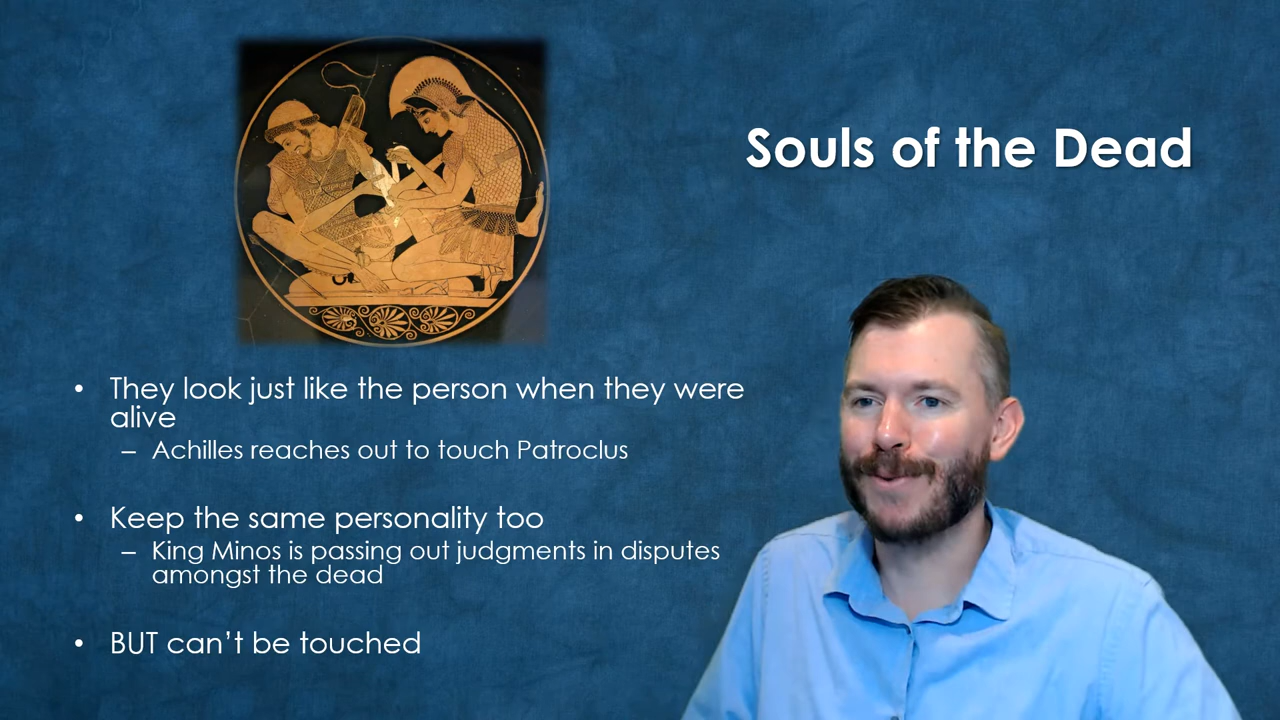 Souls of the Dead
• They look just like the person when they were
alive
– Achilles reaches out to touch Patroclus
• Keep the same personality too
– King Minos is passing out judgments in disputes
amongst the dead
• BUT can’t be touched